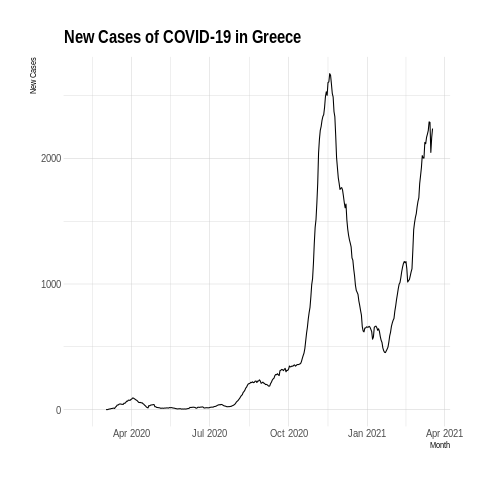 New Cases of COVID-19 in Greece
New Cases
2000
1000
0
Apr 2020 Jul 2020 Oct 2020 Jan 2021 Apr 2021
Month